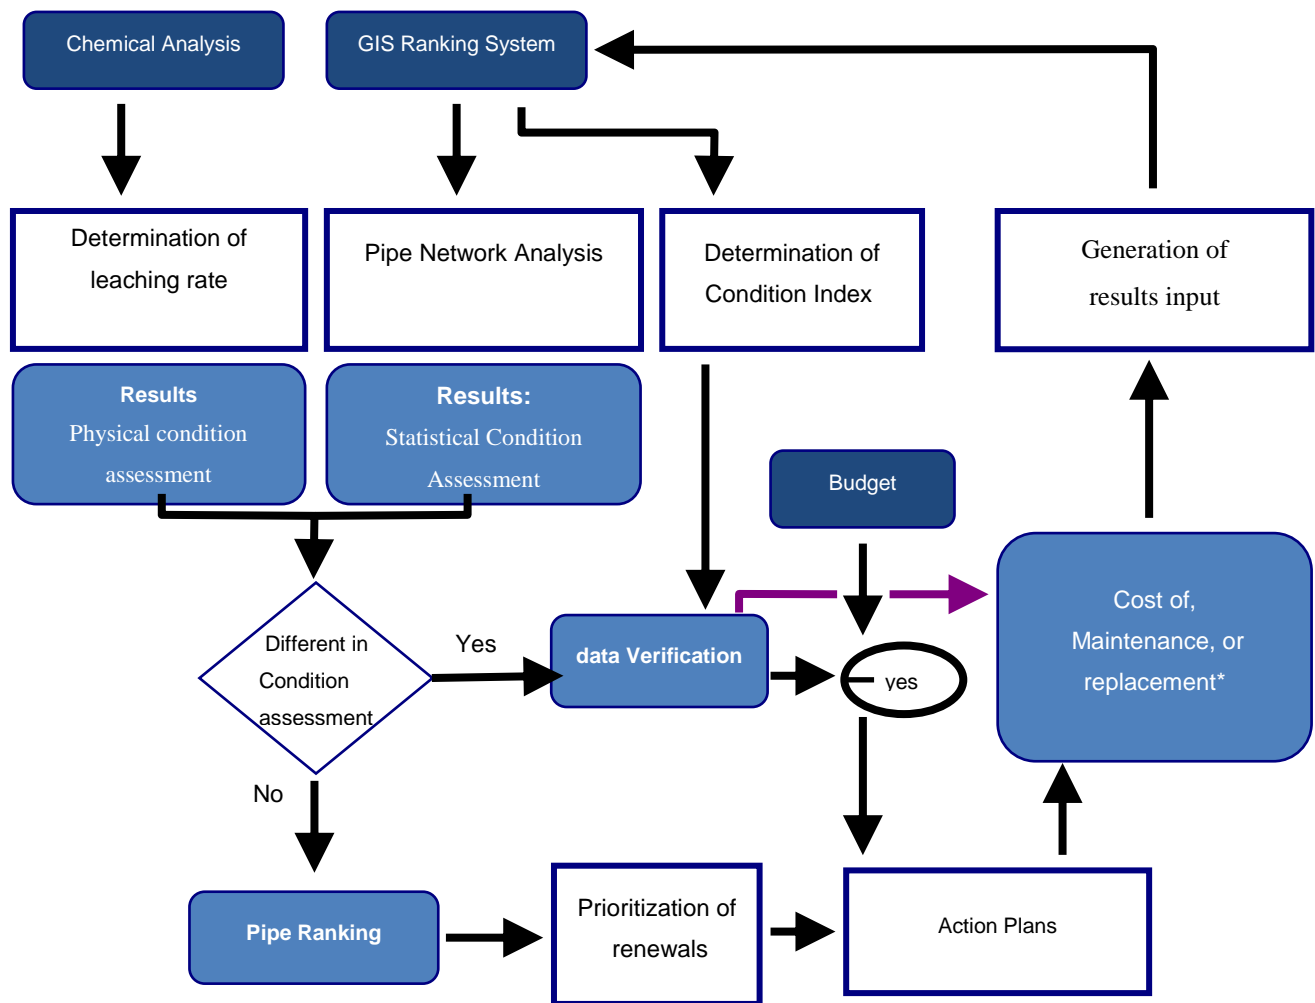 Chemical Analysis
GIS Ranking System
Determination of
leaching rate
Pipe Network Analysis
Determination of
Condition Index
Generation of
results input
Results
Physical condition
assessment
Results:
Statistical Condition
Assessment
Budget
Cost of,
Maintenance, or
replacement*
Different in
Condition
assessment
Yes
data Verification
yes
No
Pipe Ranking
Prioritization of
renewals
Action Plans